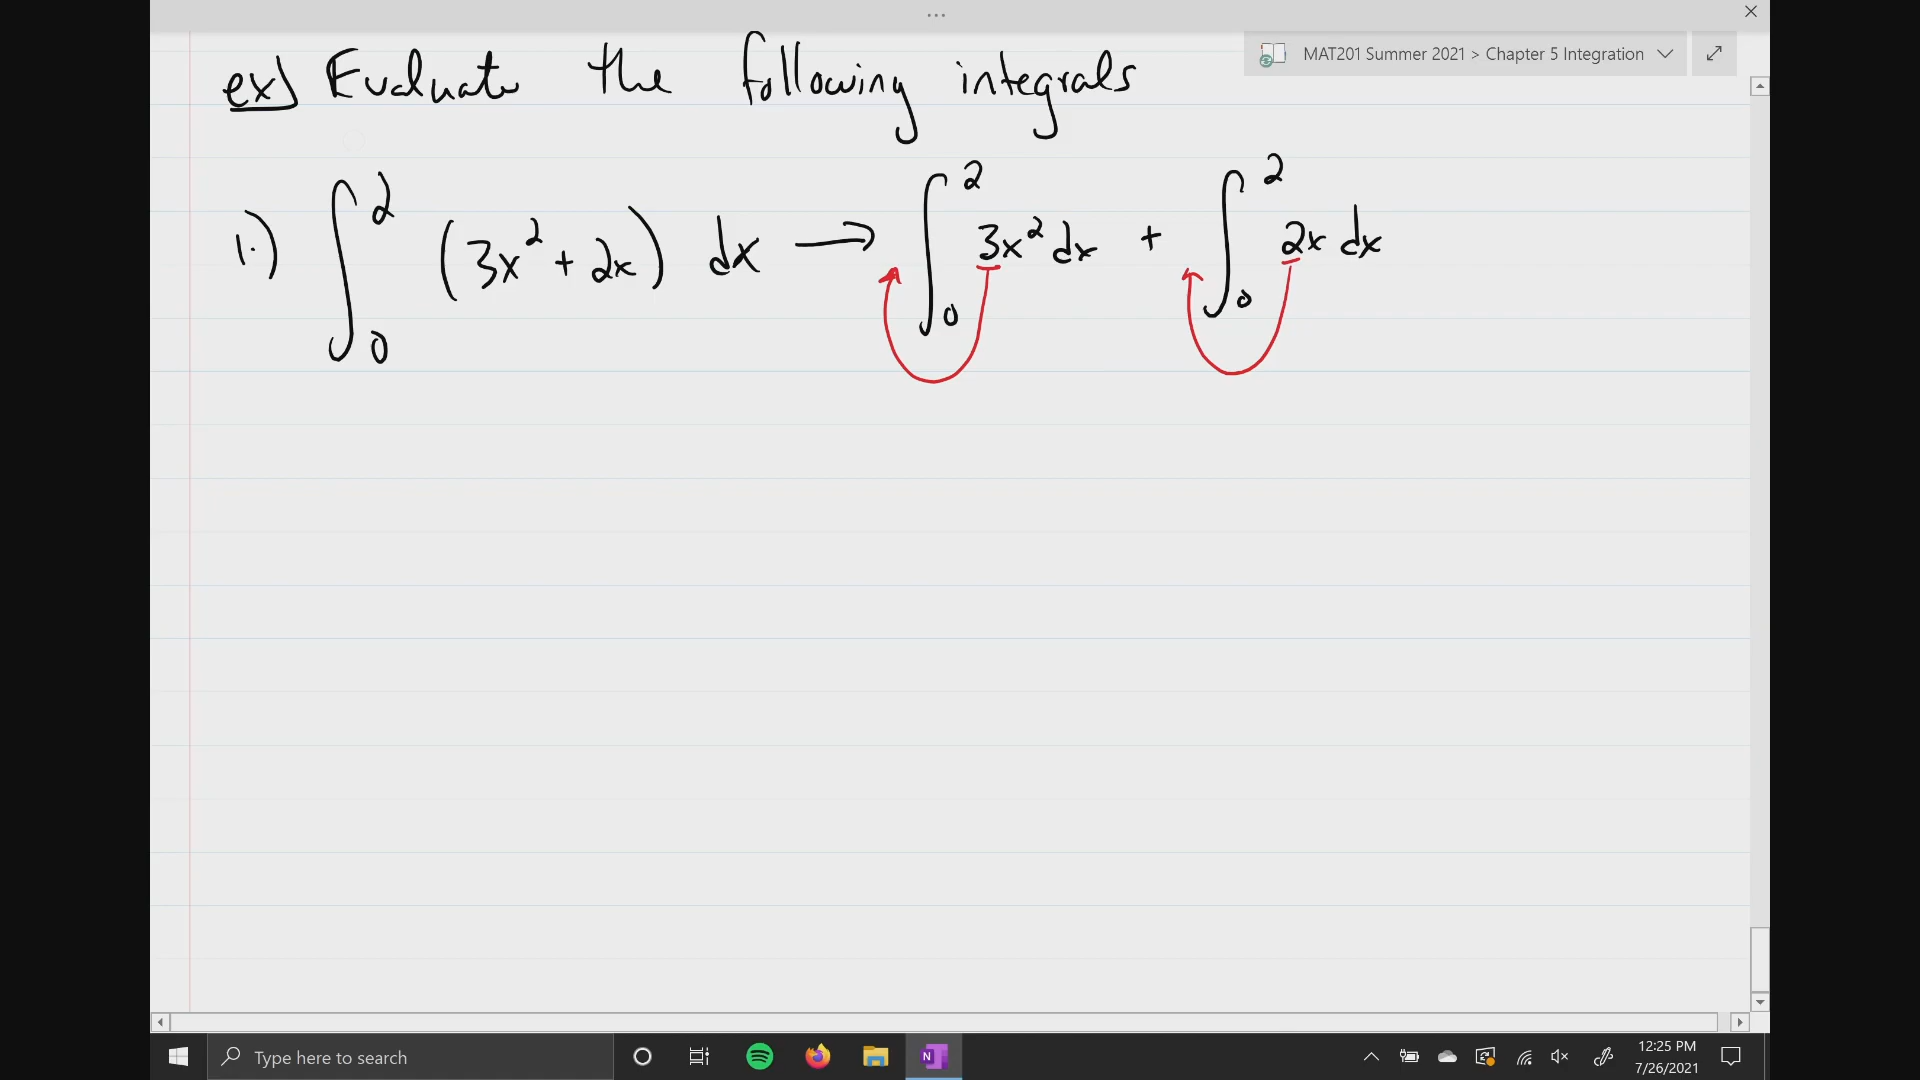 ...
MAT201 Summer 2021 > Chapter 5 Integration
ex) Evaluate the following integrals
1.) ∫₀² (3x² + 2x) dx → ∫₀² 3x² dx + ∫₀² 2x dx
Type here to search
N
12:25 PM
7/26/2021